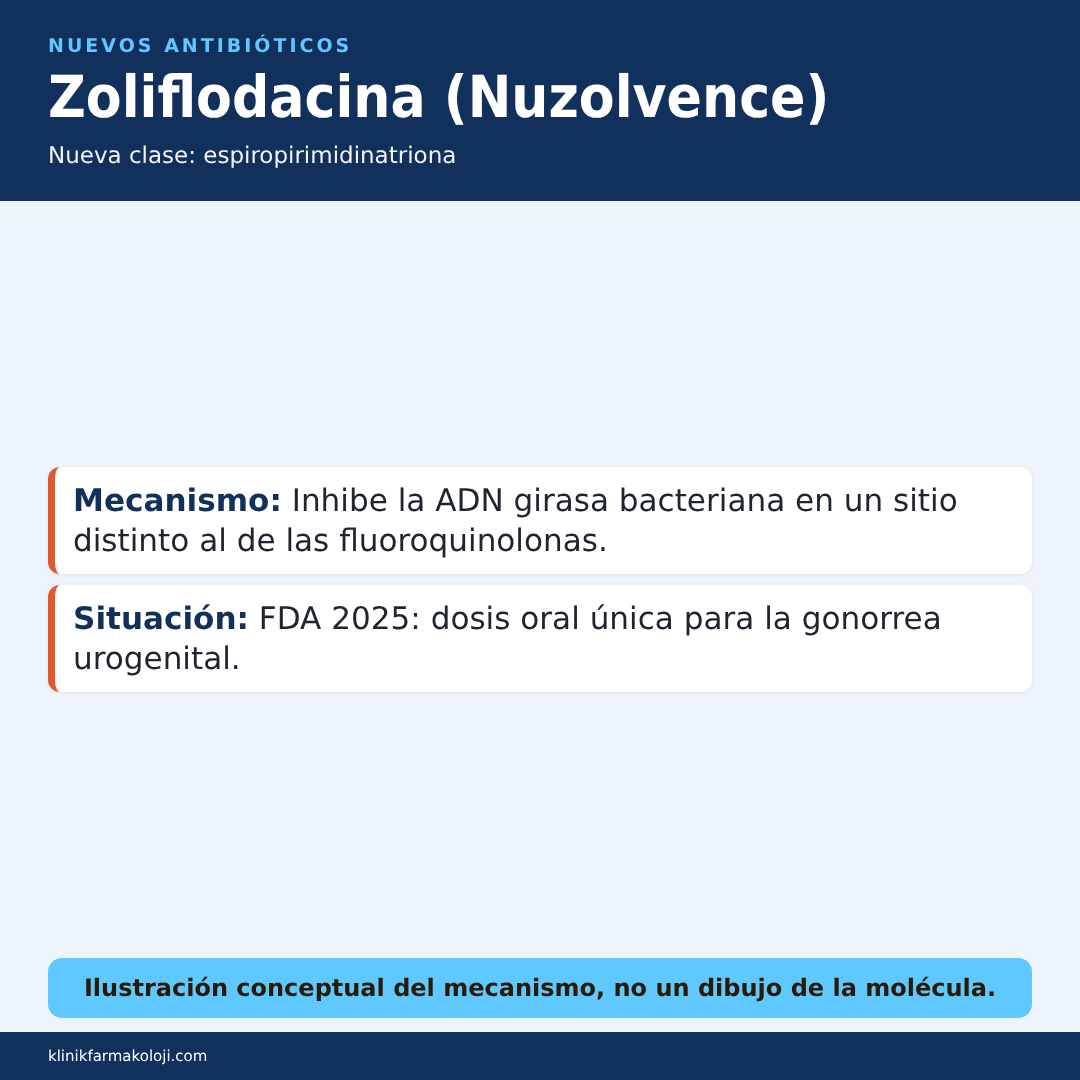 NUEVOS ANTIBIÓTICOS
Zoliflodacina (Nuzolvence)
Nueva clase: espiropirimidinatriona
Mecanismo: Inhibe la ADN girasa bacteriana en un sitio
distinto al de las fluoroquinolonas.
Situación: FDA 2025: dosis oral única para la gonorrea
urogenital.
Ilustración conceptual del mecanismo, no un dibujo de la molécula.
klinikfarmakoloji.com